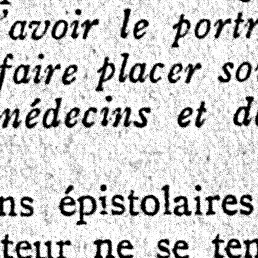 'avoir le portr
faire placer so
médecins et d
ns épistolaires
teur ne se ten